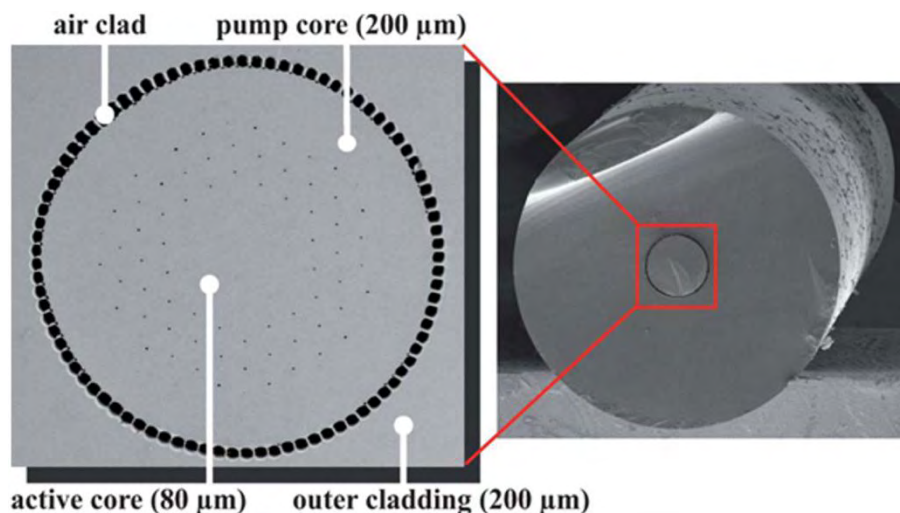 air clad
pump core (200 μm)
active core (80 μm)
outer cladding (200 μm)